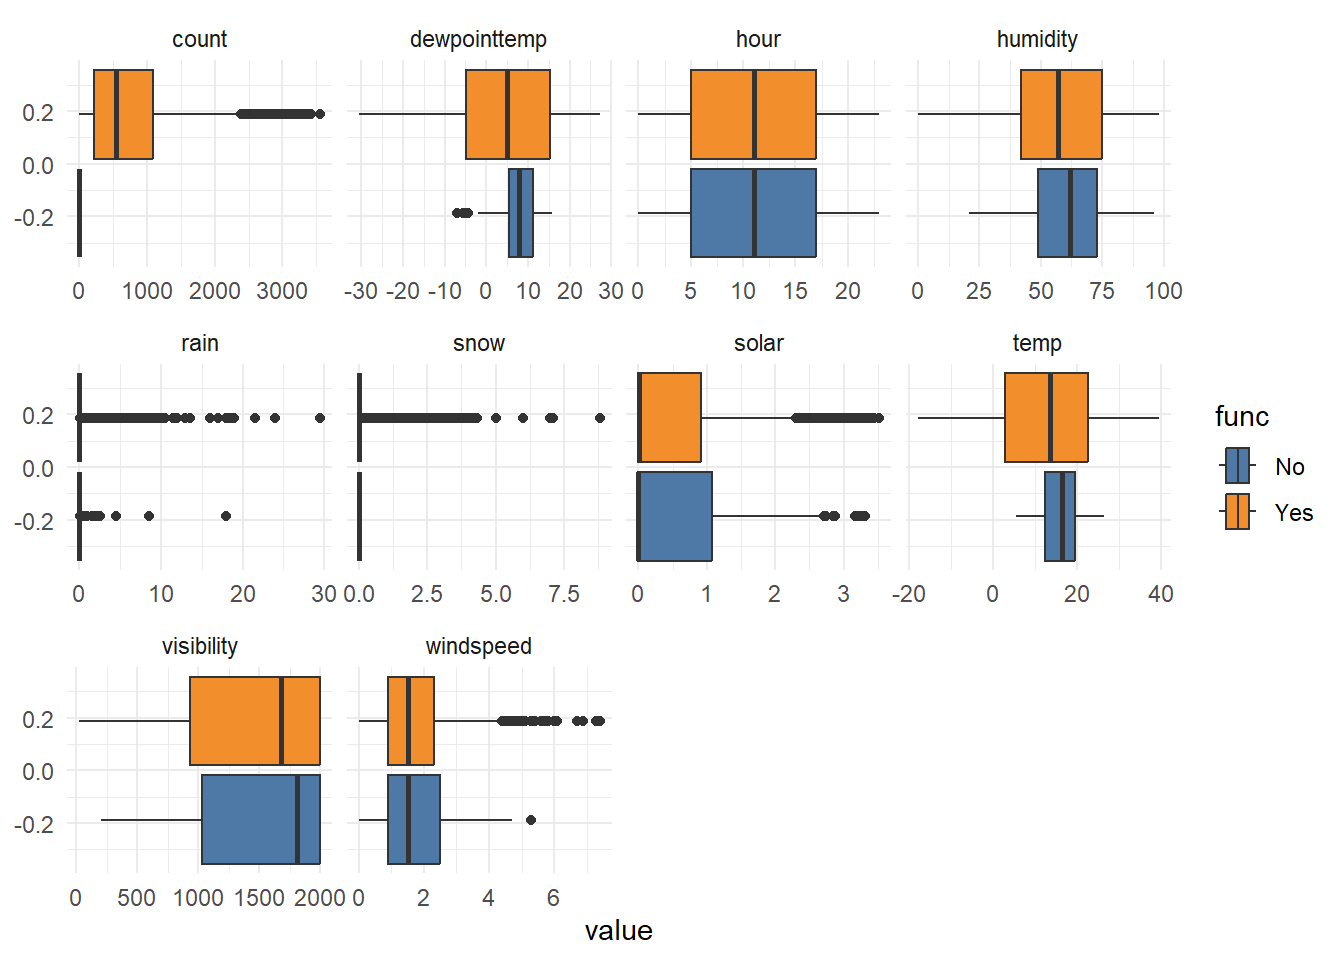 count dewpointtemp hour humidity
0.2
0.0
-0.2
0 1000 2000 3000 -30 -20 -10 0 10 20 30 0 5 10 15 20 0 25 50 75 100
rain snow solar temp
0.2
0.0
-0.2
0 10 20 30 0.0 2.5 5.0 7.5 0 1 2 3 -20 0 20 40
func
No
Yes
visibility windspeed
0.2
0.0
-0.2
0 500 1000 1500 2000 0 2 4 6
value